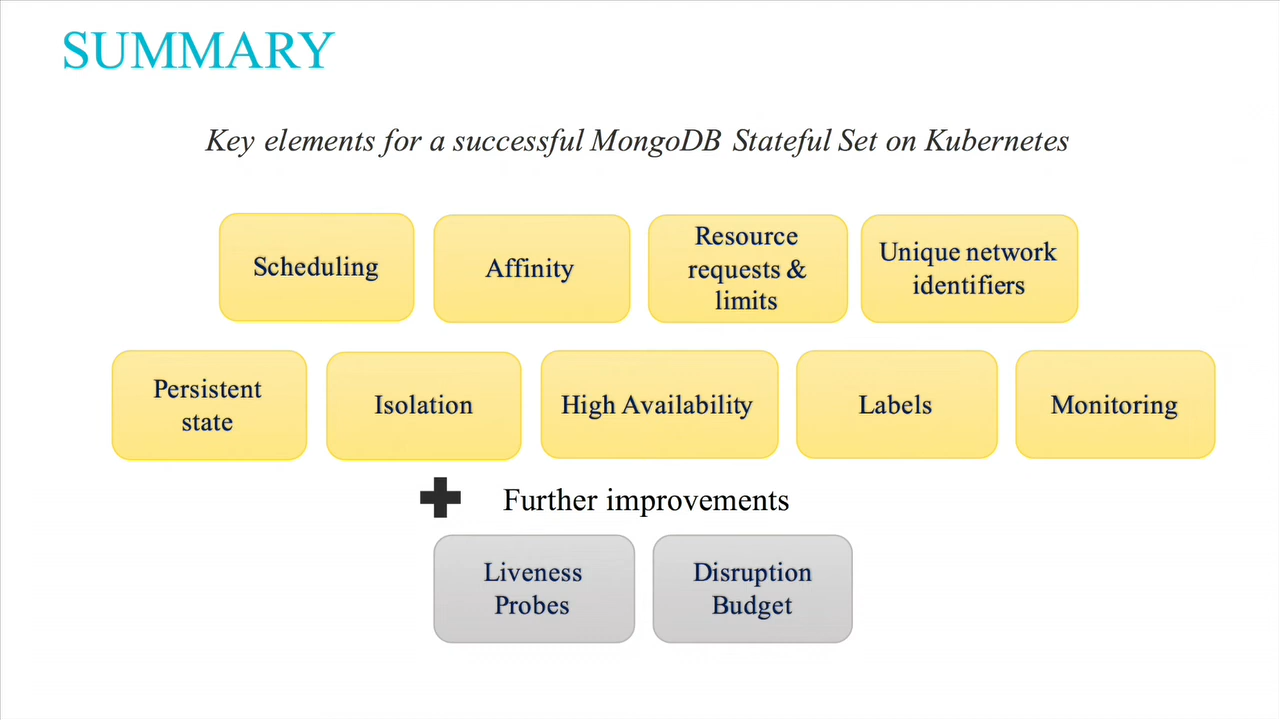 SUMMARY
Key elements for a successful MongoDB Stateful Set on Kubernetes
Scheduling
Affinity
Resource
requests &
limits
Unique network
identifiers
Persistent
state
Isolation
High Availability
Labels
Monitoring
Further improvements
Liveness
Probes
Disruption
Budget